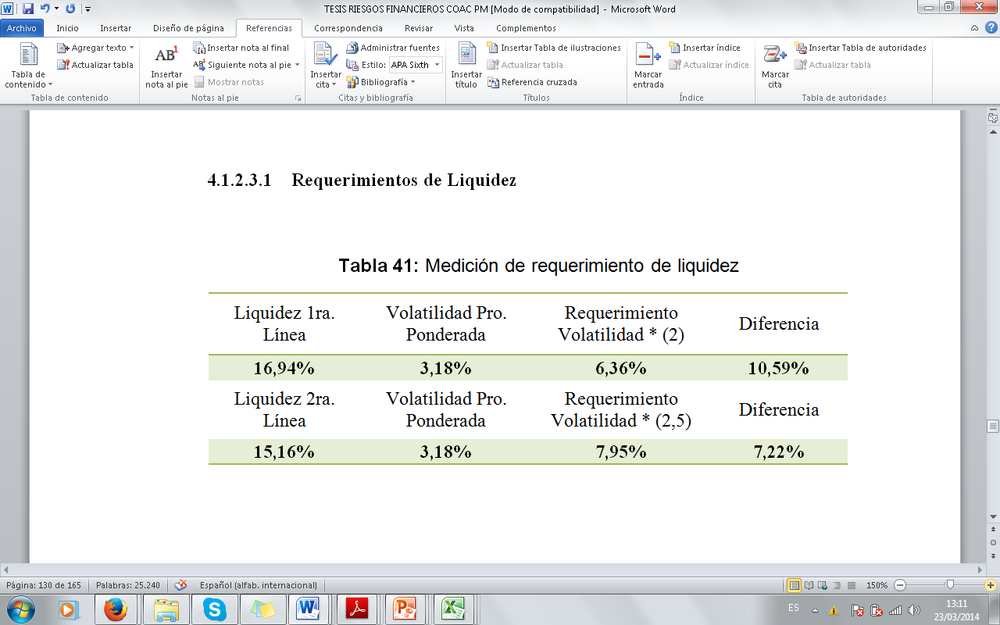 TESIS RIESGOS FINANCIEROS COAC PM [Modo de compatibilidad] - Microsoft Word
Archivo Inicio Insertar Diseño de página Referencias Correspondencia Revisar Vista Complementos
Tabla de contenido
Agregar texto
Actualizar tabla
Tabla de contenido
AB1
Insertar nota al pie
Insertar nota al final
Siguiente nota al pie
Mostrar notas
Notas al pie
Insertar cita
Administrar fuentes
Estilo: APA Sixth
Bibliografía
Citas y bibliografía
Insertar título
Insertar Tabla de ilustraciones
Actualizar tabla
Referencia cruzada
Títulos
Marcar entrada
Insertar índice
Actualizar índice
Índice
Marcar cita
Insertar Tabla de autoridades
Actualizar tabla
Tabla de autoridades
4.1.2.3.1 Requerimientos de Liquidez
Tabla 41: Medición de requerimiento de liquidez
Liquidez 1ra. Línea Volatilidad Pro. Ponderada Requerimiento Volatilidad * (2) Diferencia
16,94% 3,18% 6,36% 10,59%
Liquidez 2ra. Línea Volatilidad Pro. Ponderada Requerimiento Volatilidad * (2,5) Diferencia
15,16% 3,18% 7,95% 7,22%
Página: 130 de 165 Palabras: 25.240 Español (alfab. internacional) 150%
ES 13:11
23/03/2014